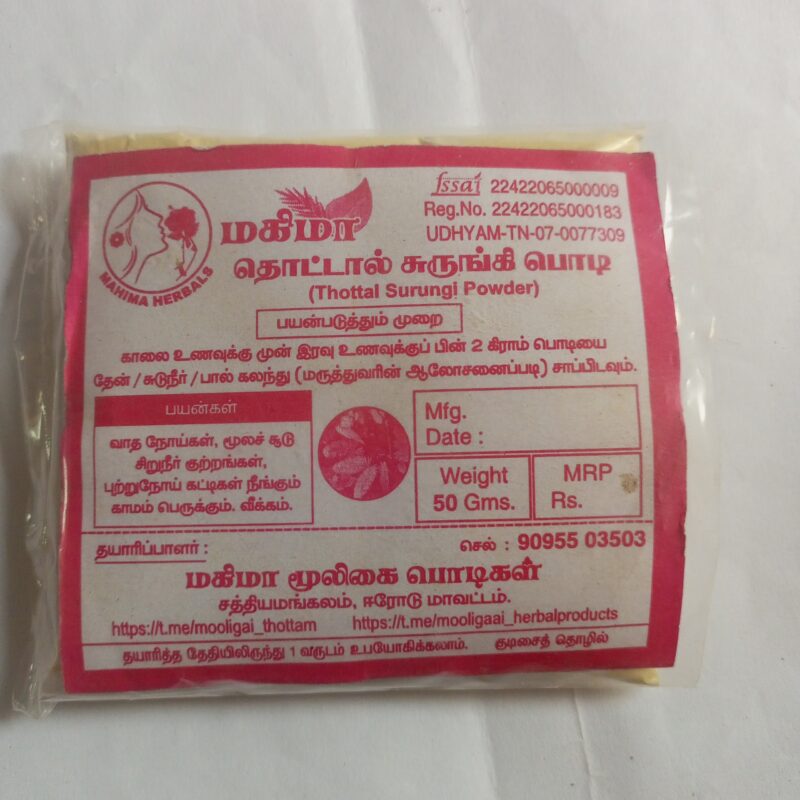 fssai 22422065000009
Reg.No. 22422065000183
UDHYAM-TN-07-0077309
MAHIMA HERBALS
மகிமா
தொட்டால் சுருங்கி பொடி
(Thottal Surungi Powder)
பயன்படுத்தும் முறை
காலை உணவுக்கு முன் இரவு உணவுக்குப் பின் 2 கிராம் பொடியை
தேன் / சுடுநீர் / பால் கலந்து (மருத்துவரின் ஆலோசனைப்படி) சாப்பிடவும்.
பயன்கள்
வாத நோய்கள், மூலச் சூடு
சிறுநீர் குற்றங்கள்,
புற்றுநோய் கட்டிகள் நீங்கும்
காமம் பெருக்கும். வீக்கம்.
Mfg.
Date :
Weight
50 Gms.
MRP
Rs.
தயாரிப்பாளர் :
செல் : 90955 03503
மகிமா மூலிகை பொடிகள்
சத்தியமங்கலம், ஈரோடு மாவட்டம்.
https://t.me/mooligai_thottam https://t.me/mooligaai_herbalproducts
தயாரித்த தேதியிலிருந்து 1 வருடம் உபயோகிக்கலாம். குடிசைத் தொழில்